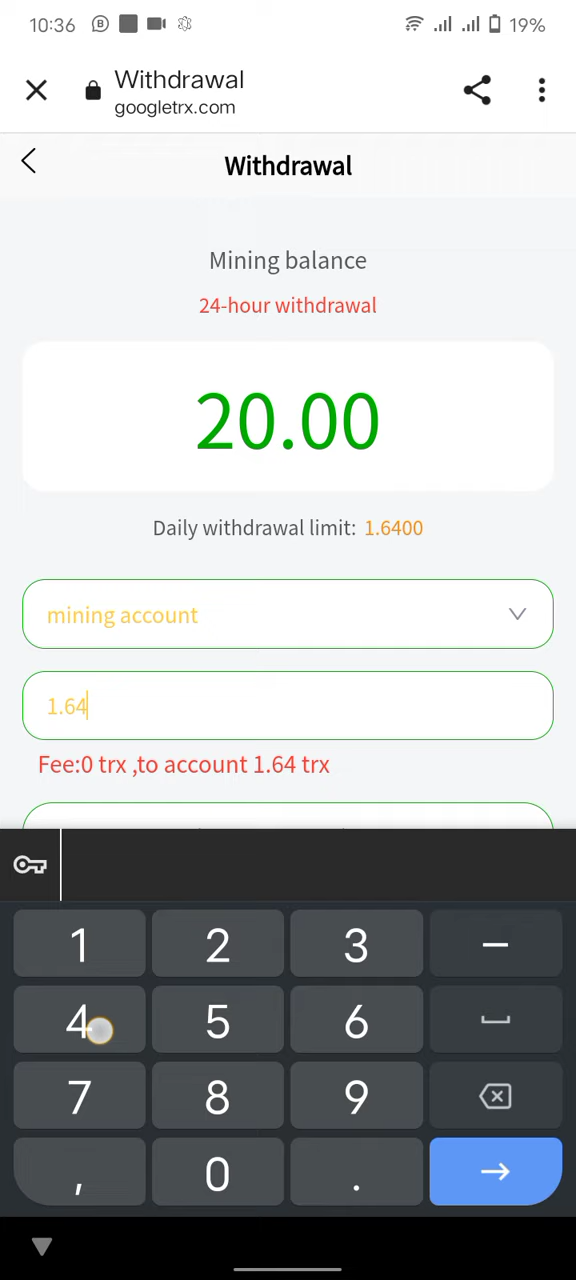 10:36
19%
Withdrawal
googletrx.com
Withdrawal
Mining balance
24-hour withdrawal
20.00
Daily withdrawal limit: 1.6400
mining account
1.64
Fee:0 trx ,to account 1.64 trx
1 2 3 –
4 5 6
7 8 9
, 0 .